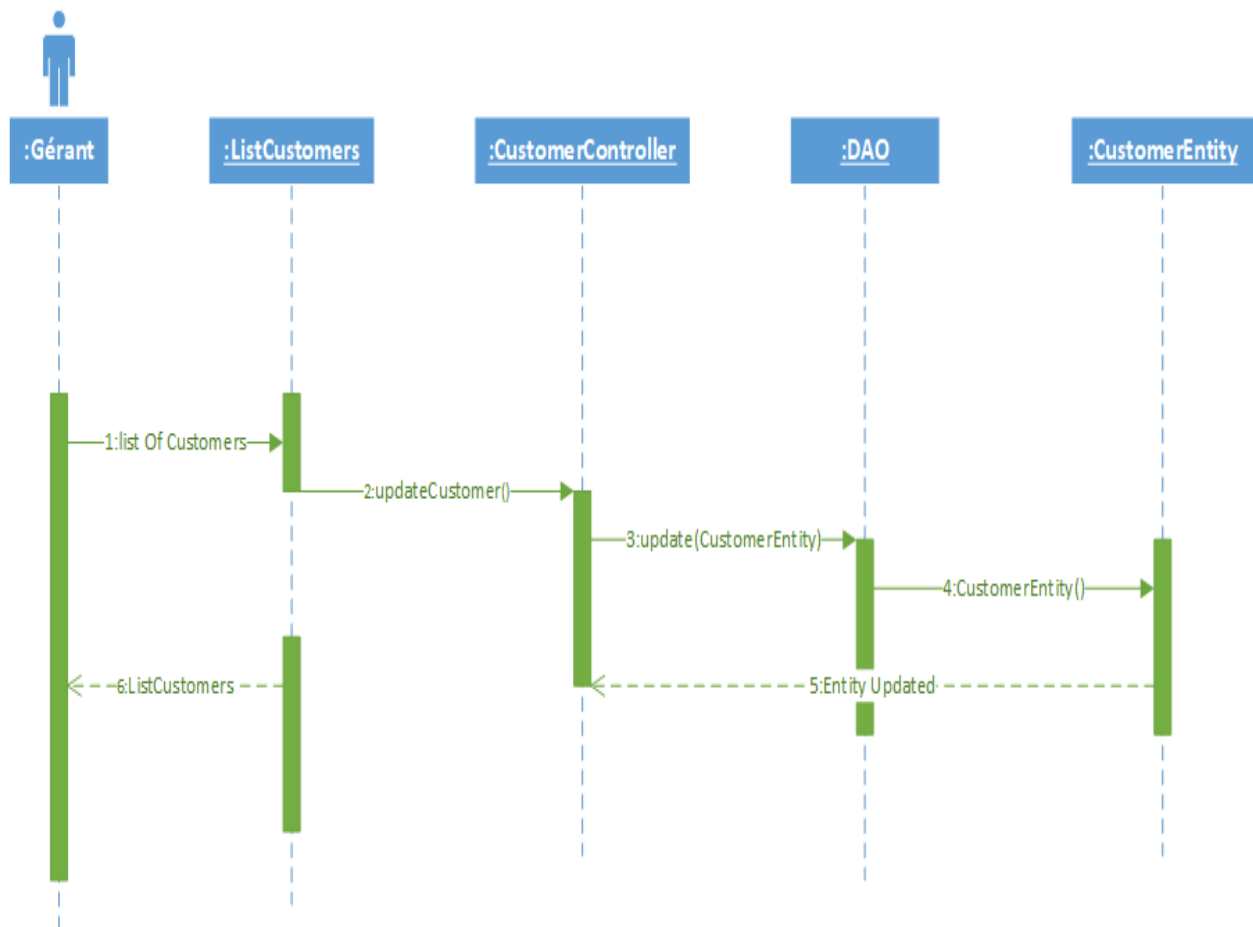 :Gérant
:ListCustomers
:CustomerController
:DAO
:CustomerEntity
1:list Of Customers
2:updateCustomer()
3:update(CustomerEntity)
4:CustomerEntity()
6:ListCustomers
5:Entity Updated